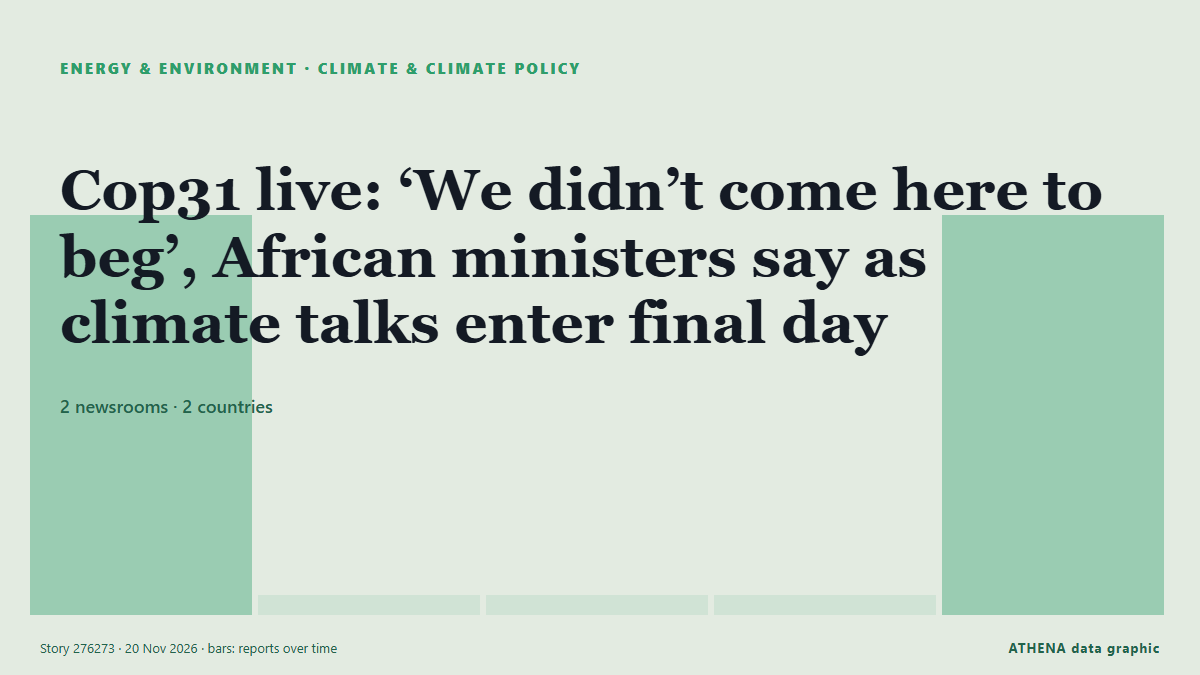 ENERGY & ENVIRONMENT · CLIMATE & CLIMATE POLICY
Cop31 live: ‘We didn’t come here to
beg’, African ministers say as
climate talks enter final day
2 newsrooms · 2 countries
Story 276273 · 20 Nov 2026 · bars: reports over time
ATHENA data graphic